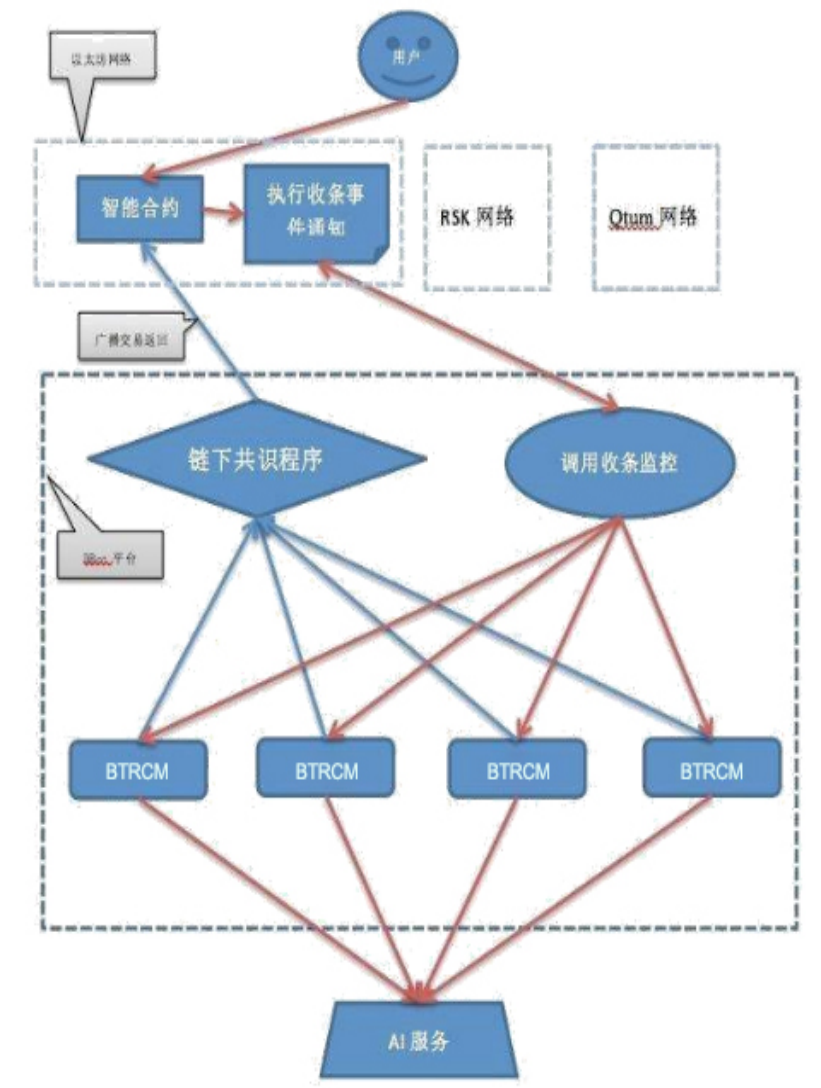 用户
以太坊网络
智能合约
执行收条事
件通知
RSK 网络
Qtum 网络
广播交易返回
链下共识程序
调用收条监控
平台
BTRCM
BTRCM
BTRCM
BTRCM
AI 服务